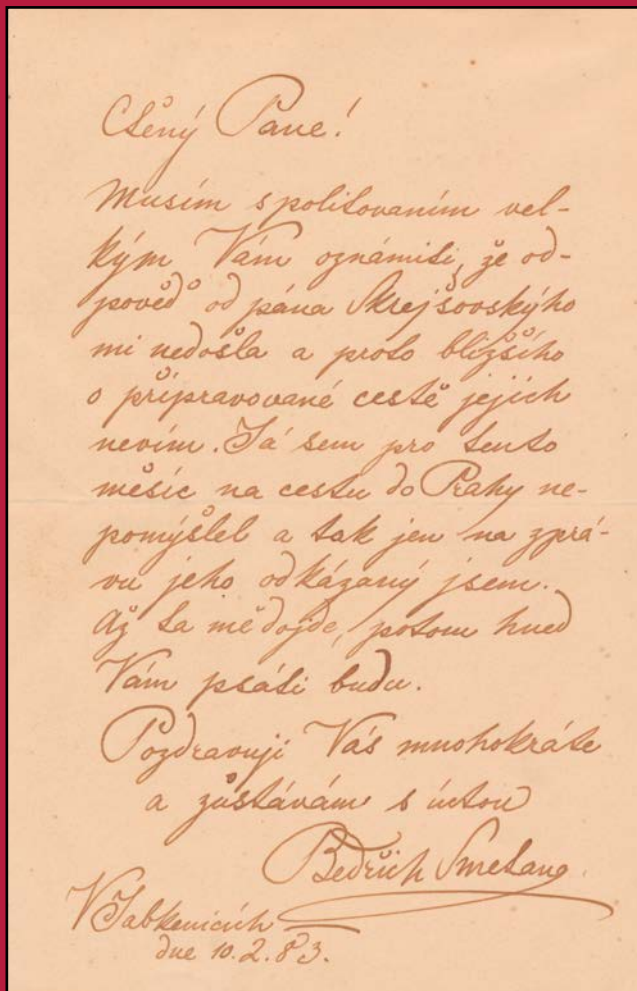 Ctěný Pane!
Musím s politováním vel-
kým Vám oznámiti, že od-
pověď od pána Skrejšovského
mi nedošla a proto bližšího
o připravované cestě jejich
nevím. Já sem pro tento
měsíc na cestu do Prahy ne-
pomýšlel a tak jen na zprá-
vu jeho odkázaný jsem.
Až ta mě dojde, potom hned
Vám psáti budu.
Pozdravuji Vás mnohokráte
a zůstávám s úctou
Bedřich Smetana
V Jabkenicích
dne 10.2.83.